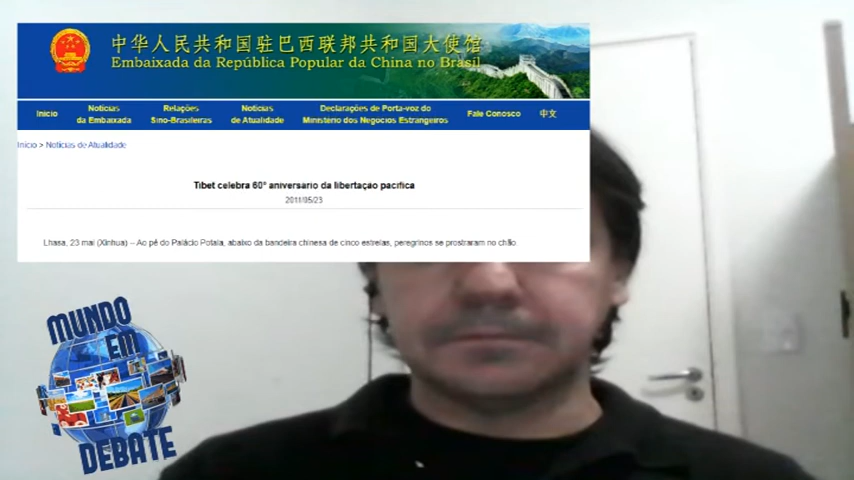 中华人民共和国驻巴西联邦共和国大使馆
Embaixada da República Popular da China no Brasil
Início
Notícias da Embaixada
Relações Sino-Brasileiras
Notícias de Atualidade
Declarações de Porta-voz do Ministério dos Negócios Estrangeiros
Fale Conosco
中文
Início > Notícias de Atualidade
Tibet celebra 60° aniversário da libertação pacífica
2011/05/23
Lhasa, 23 mai (Xinhua) -- Ao pé do Palácio Potala, abaixo da bandeira chinesa de cinco estrelas, peregrinos se prostraram no chão.
MUNDO
EM
DEBATE